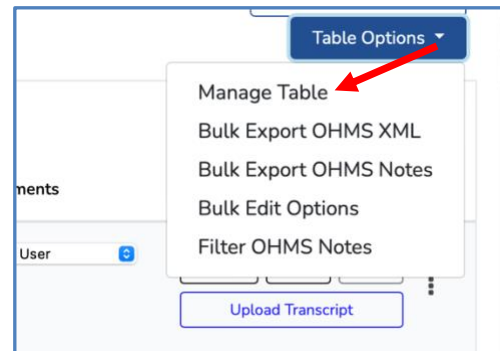 Table Options
Manage Table
Bulk Export OHMS XML
Bulk Export OHMS Notes
ments
Bulk Edit Options
User
Filter OHMS Notes
Upload Transcript